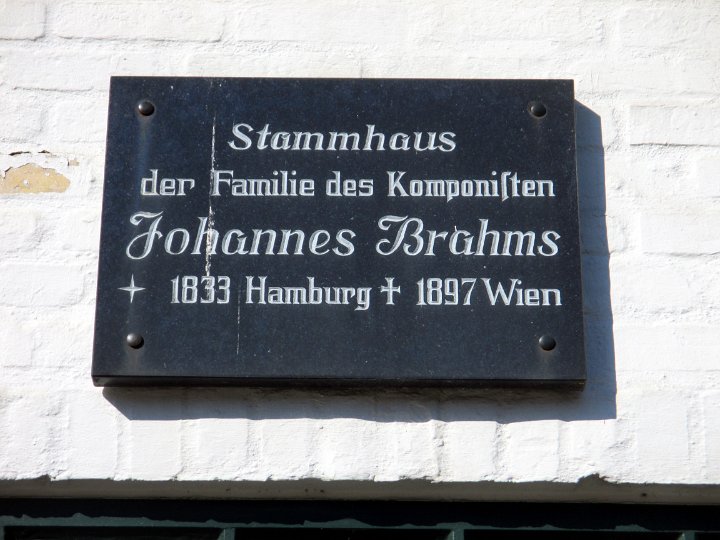 Stammhaus
der Familie des Komponiſten
Johannes Brahms
✦ 1833 Hamburg ✝ 1897 Wien